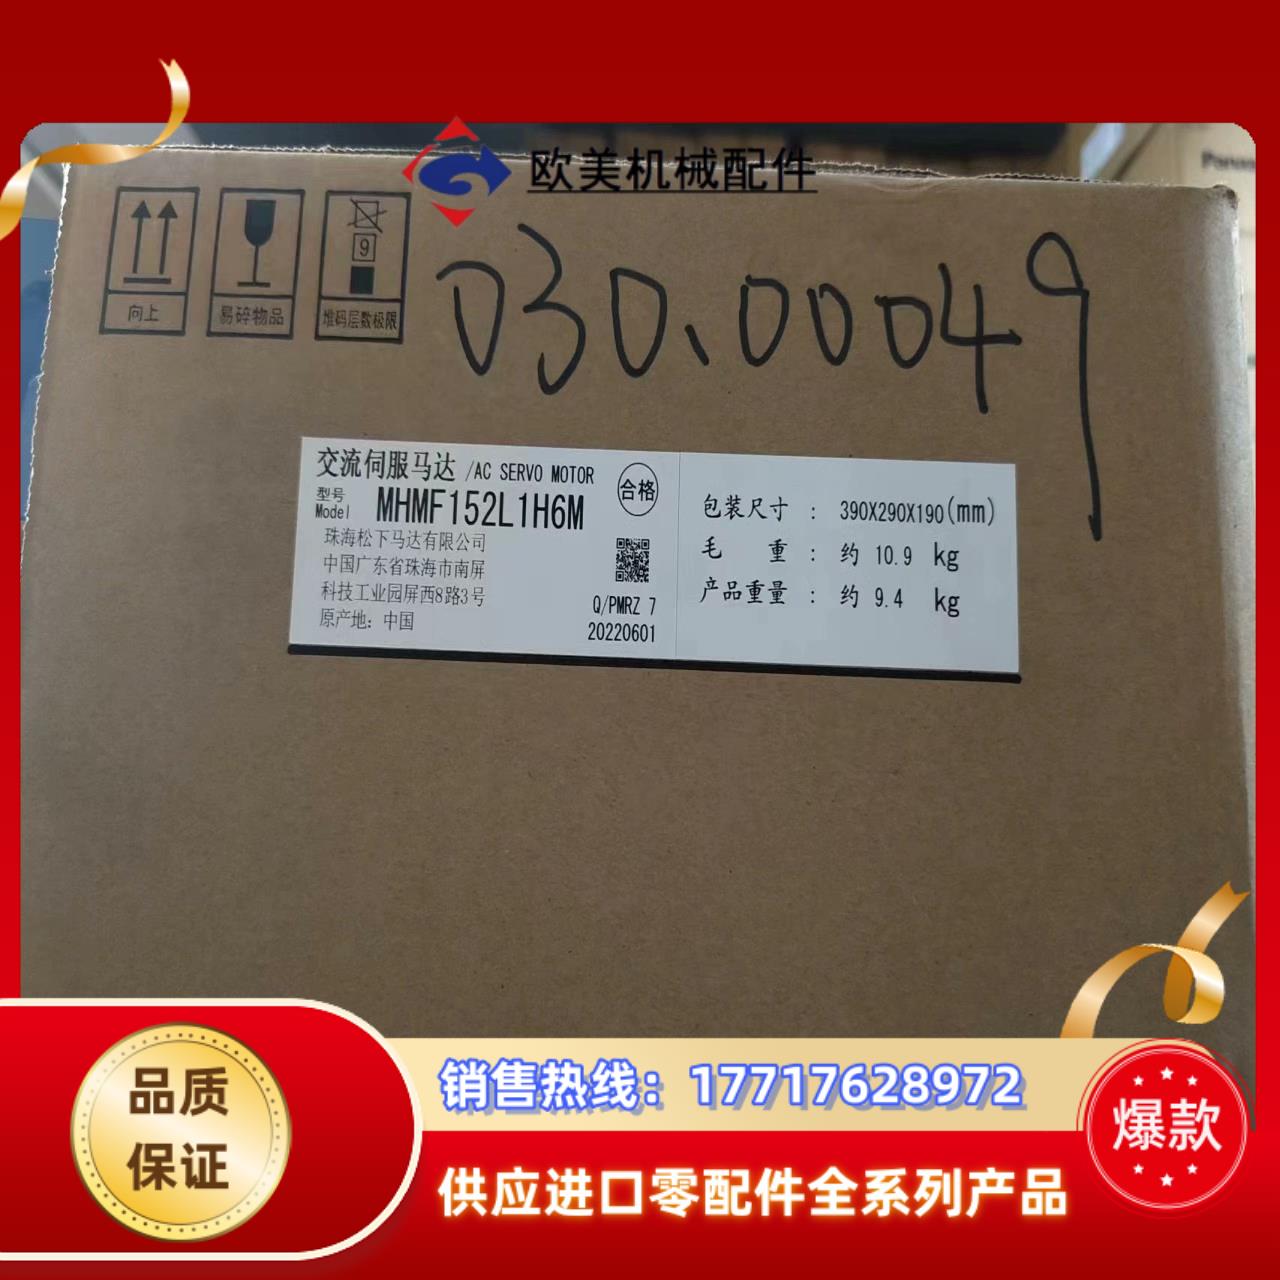 欧美机械配件
Panas
9
向上
易碎物品
堆码层数极限
030.00049
交流伺服马达 /AC SERVO MOTOR
合格
型号
Model MHMF152L1H6M
珠海松下马达有限公司
中国广东省珠海市南屏
科技工业园屏西8路3号
原产地: 中国
Q/PMRZ 7
20220601
包装尺寸 : 390X290X190(mm)
毛 重 : 约 10.9 kg
产品重量 : 约 9.4 kg
品质
保证
销售热线：17717628972
供应进口零配件全系列产品
爆款